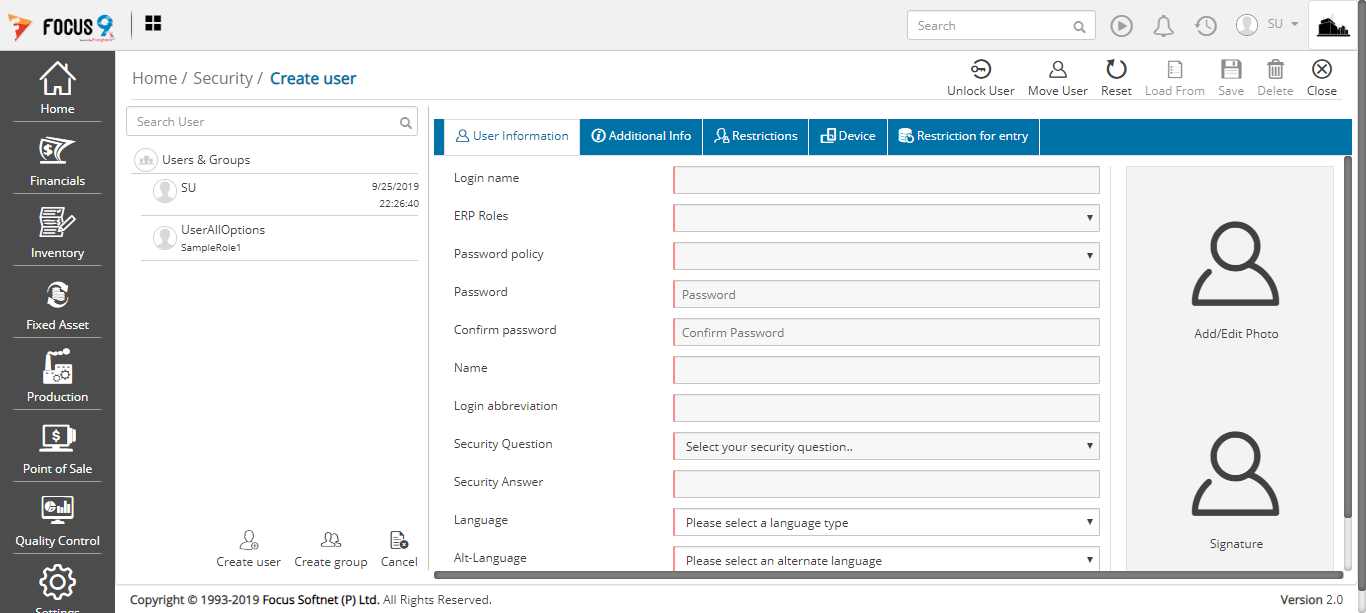 FOCUS 9
Search
SU
Home / Security / Create user
Unlock User
Move User
Reset
Load From
Save
Delete
Close
Home
Financials
Inventory
Fixed Asset
Production
Point of Sale
Quality Control
Settings
Search User
Users & Groups
SU
9/25/2019
22:26:40
UserAllOptions
SampleRole1
Create user
Create group
Cancel
User Information
Additional Info
Restrictions
Device
Restriction for entry
Login name
ERP Roles
Password policy
Password
Password
Confirm password
Confirm Password
Name
Login abbreviation
Security Question
Select your security question..
Security Answer
Language
Please select a language type
Alt-Language
Please select an alternate language
Add/Edit Photo
Signature
Copyright © 1993-2019 Focus Softnet (P) Ltd. All Rights Reserved.
Version 2.0